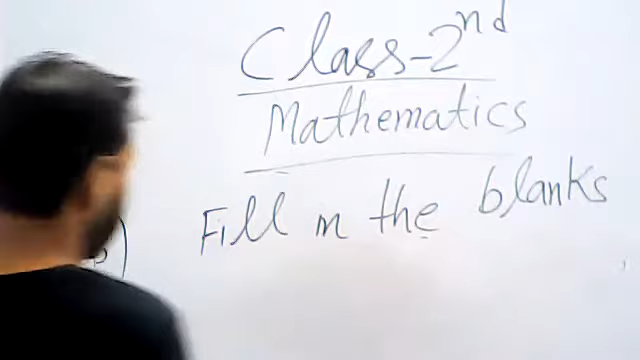 Class-2nd
Mathematics
Fill in the blanks